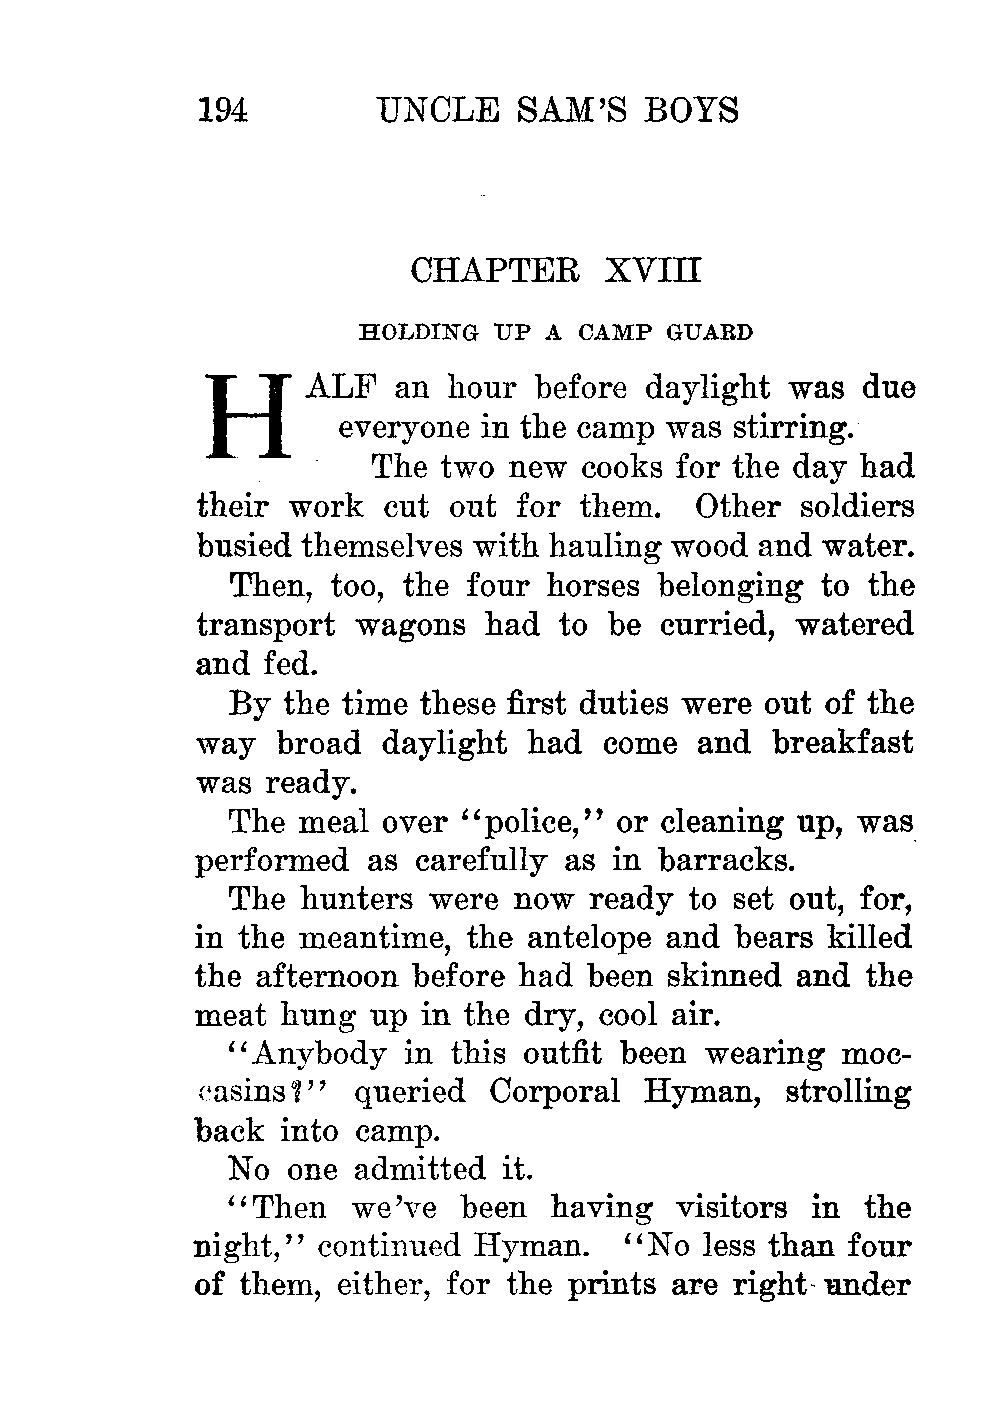 194 UNCLE SAM'S BOYS
CHAPTER XVIII
HOLDING UP A CAMP GUARD
HALF an hour before daylight was due
everyone in the camp was stirring.
The two new cooks for the day had
their work cut out for them. Other soldiers
busied themselves with hauling wood and water.
Then, too, the four horses belonging to the
transport wagons had to be curried, watered
and fed.
By the time these first duties were out of the
way broad daylight had come and breakfast
was ready.
The meal over "police," or cleaning up, was
performed as carefully as in barracks.
The hunters were now ready to set out, for,
in the meantime, the antelope and bears killed
the afternoon before had been skinned and the
meat hung up in the dry, cool air.
"Anybody in this outfit been wearing moc-
casins?" queried Corporal Hyman, strolling
back into camp.
No one admitted it.
"Then we've been having visitors in the
night," continued Hyman. "No less than four
of them, either, for the prints are right under